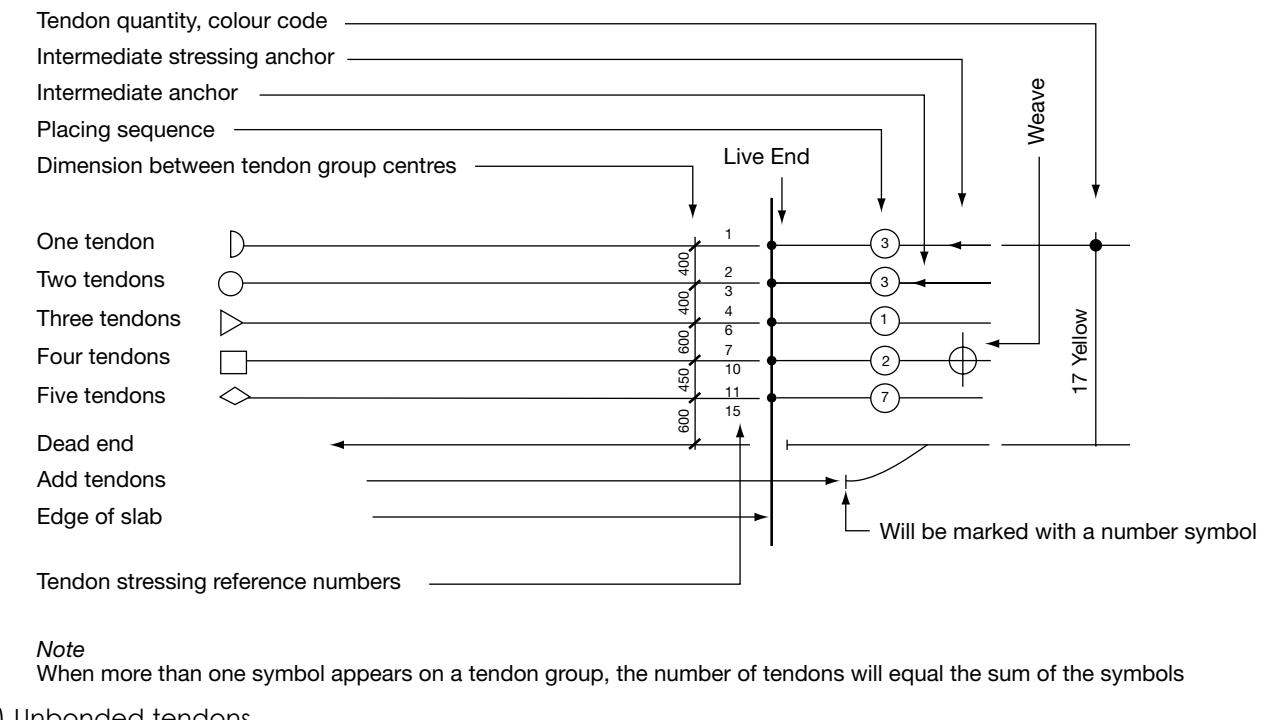 Tendon quantity, colour code
Intermediate stressing anchor
Intermediate anchor
Placing sequence
Dimension between tendon group centres
Live End
Weave
One tendon
Two tendons
Three tendons
Four tendons
Five tendons
Dead end
Add tendons
Edge of slab
400
400
600
450
600
1
2
3
4
6
7
10
11
15
3
3
1
2
7
17 Yellow
Will be marked with a number symbol
Tendon stressing reference numbers
Note
When more than one symbol appears on a tendon group, the number of tendons will equal the sum of the symbols
) Unbonded tendons